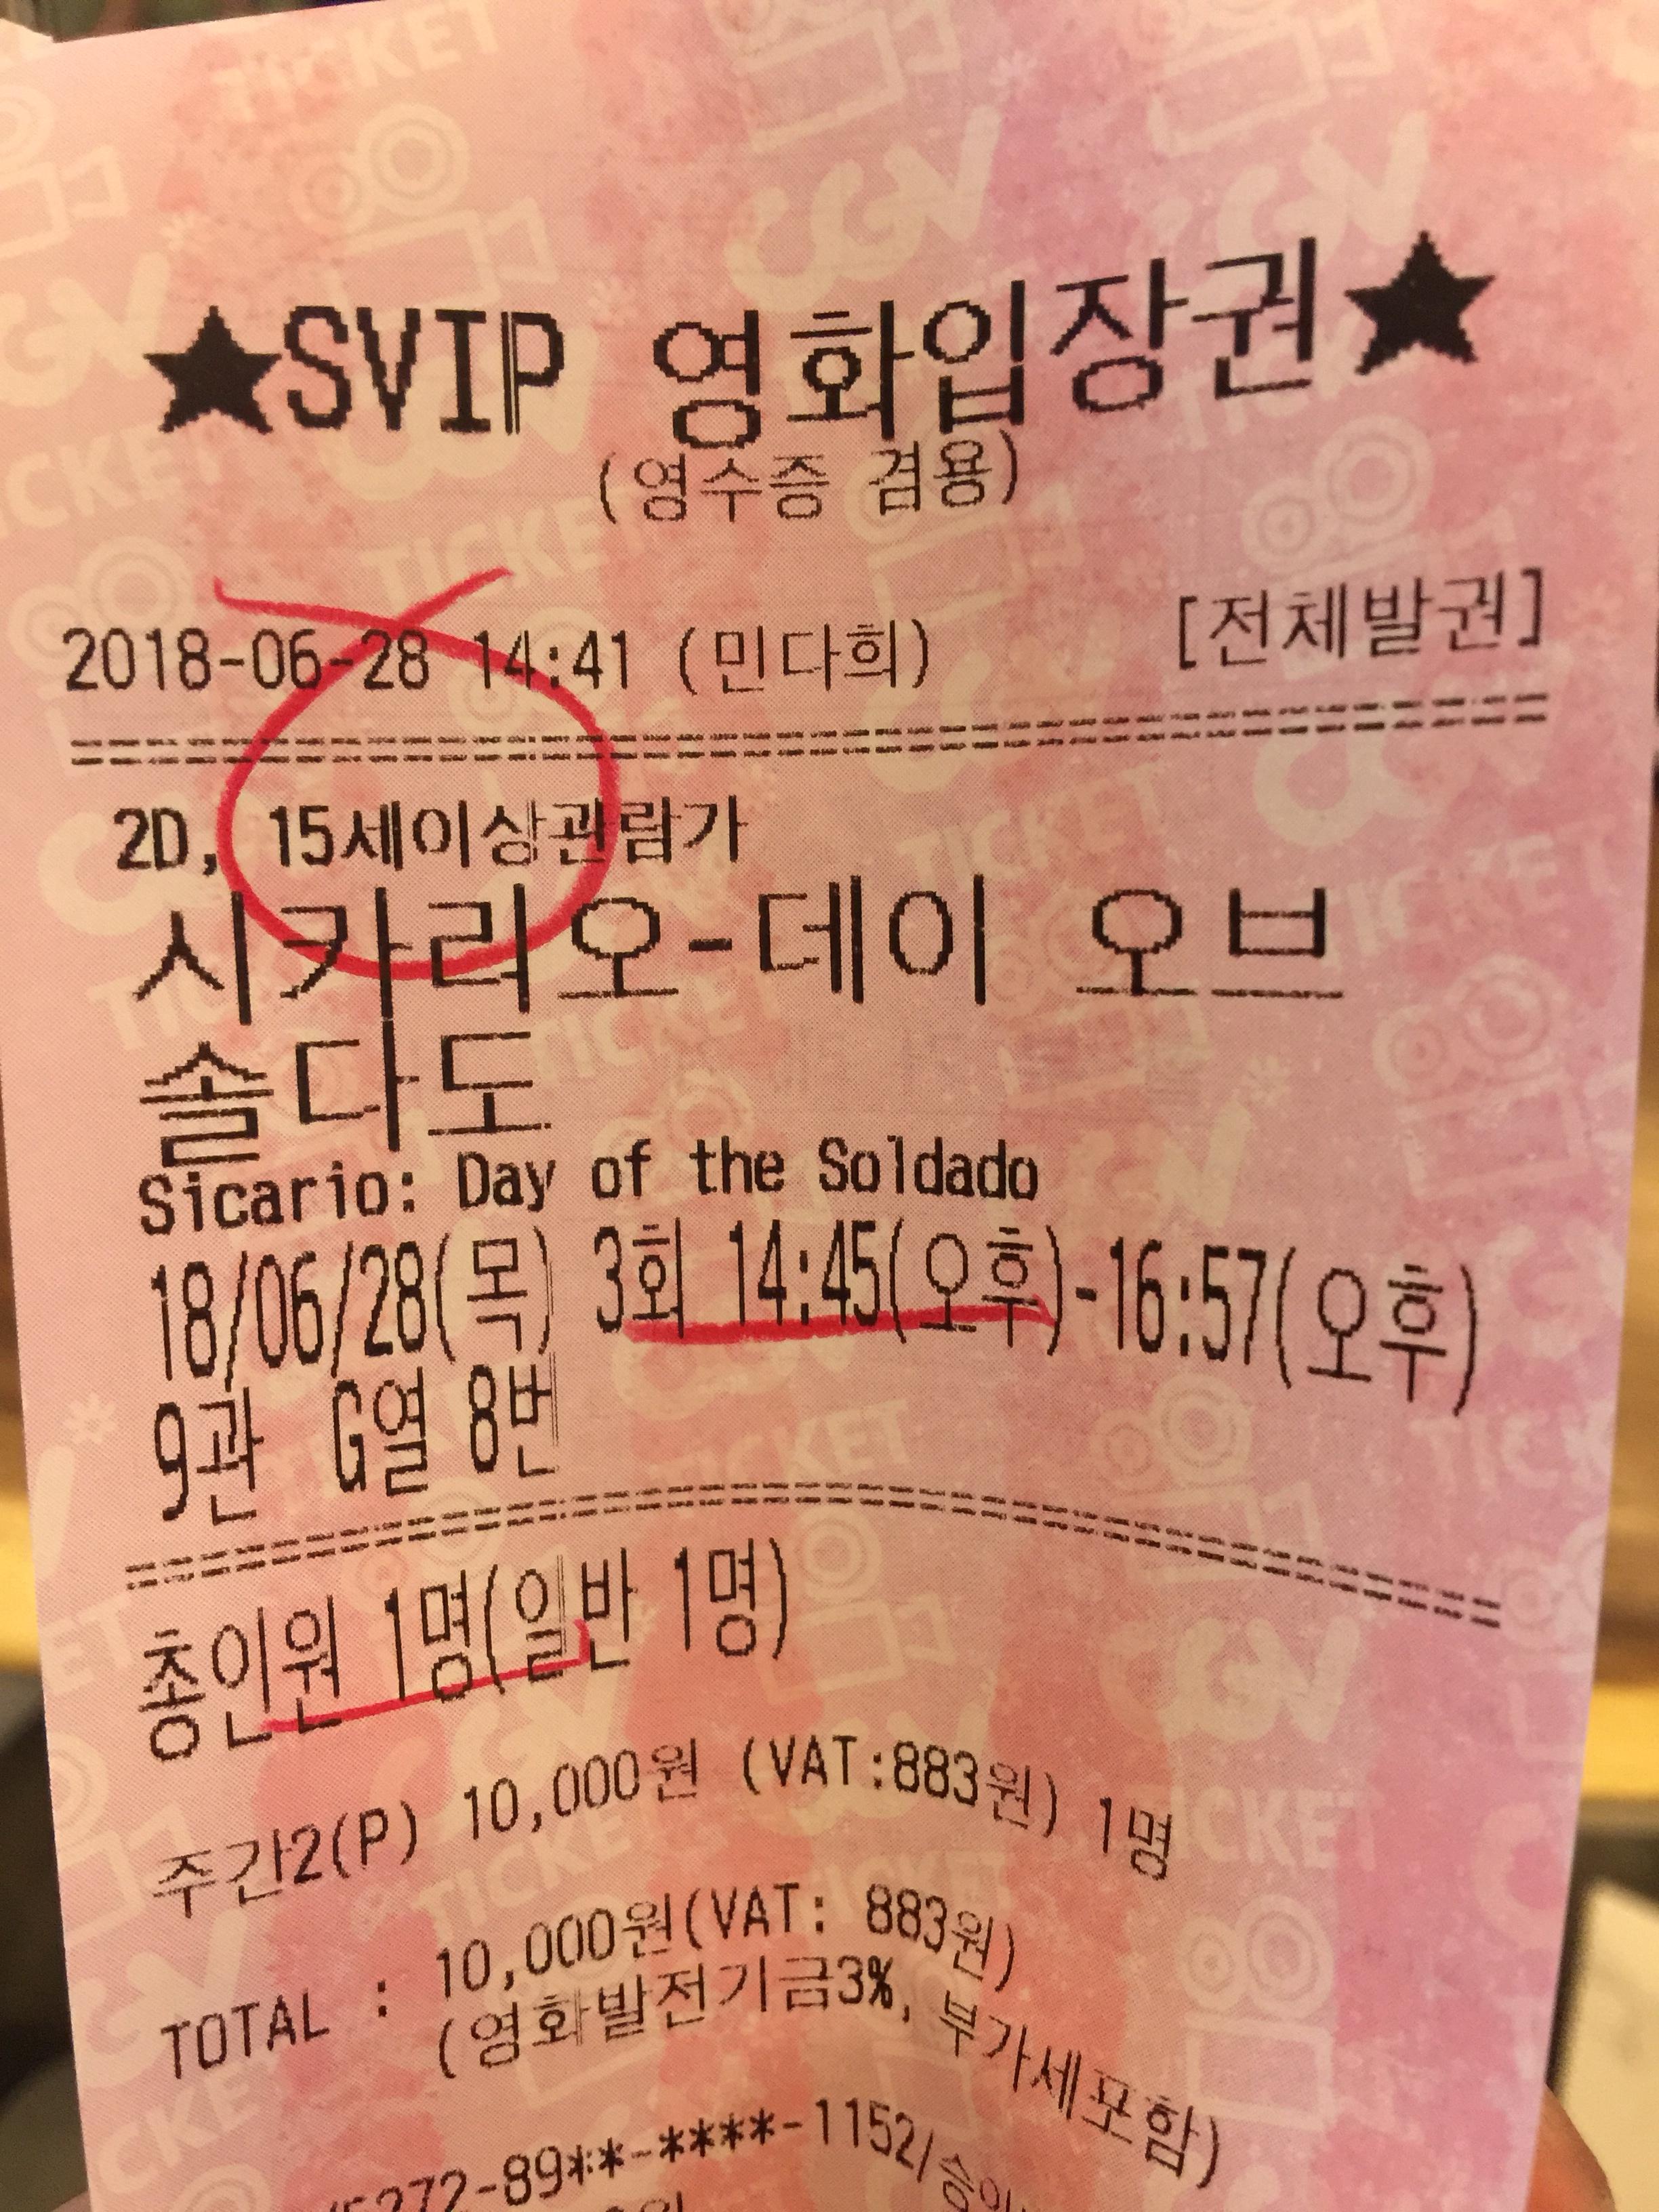 ★SVIP 영화입장권★
(영수증 겸용)
2018-06-28 14:41 (민다희) [전체발권]
2D, 15세이상관람가
시카리오-데이 오브
솔다도
Sicario: Day of the Soldado
18/06/28(목) 3회 14:45(오후)-16:57(오후)
9관 G열 8번
총인원 1명(일반 1명)
주간2(P) 10,000원 (VAT:883원) 1명
TOTAL : 10,000원(VAT: 883원)
(영화발전기금3%, 부가세포함)
5272-89**-****-1152/승인